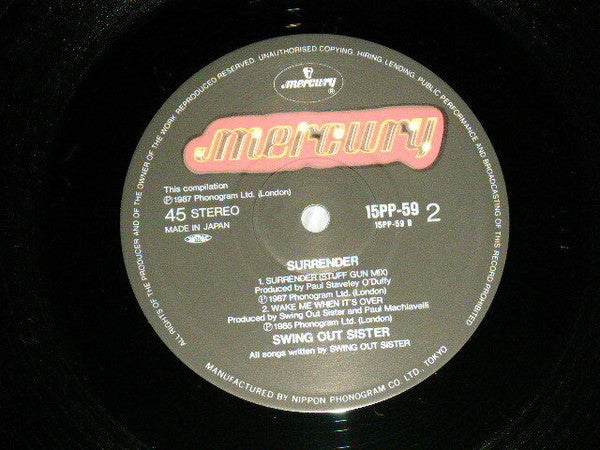 ALL RIGHTS OF THE PRODUCER AND OF THE OWNER OF THE WORK REPRODUCED RESERVED. UNAUTHORISED COPYING, HIRING, LENDING, PUBLIC PERFORMANCE AND BROADCASTING OF THIS RECORD PROHIBITED
mercury
®
mercury
This compilation
℗1987 Phonogram Ltd. (London)
45 STEREO
MADE IN JAPAN
15PP-59 2
15PP-59 B
SURRENDER
1. SURRENDER (STUFF GUN MIX)
Produced by Paul Staveley O'Duffy
℗1987 Phonogram Ltd. (London)
2. WAKE ME WHEN IT'S OVER
Produced by Swing Out Sister and Paul Machiavelli
℗1985 Phonogram Ltd. (London)
SWING OUT SISTER
All songs written by SWING OUT SISTER
MANUFACTURED BY NIPPON PHONOGRAM CO. LTD., TOKYO